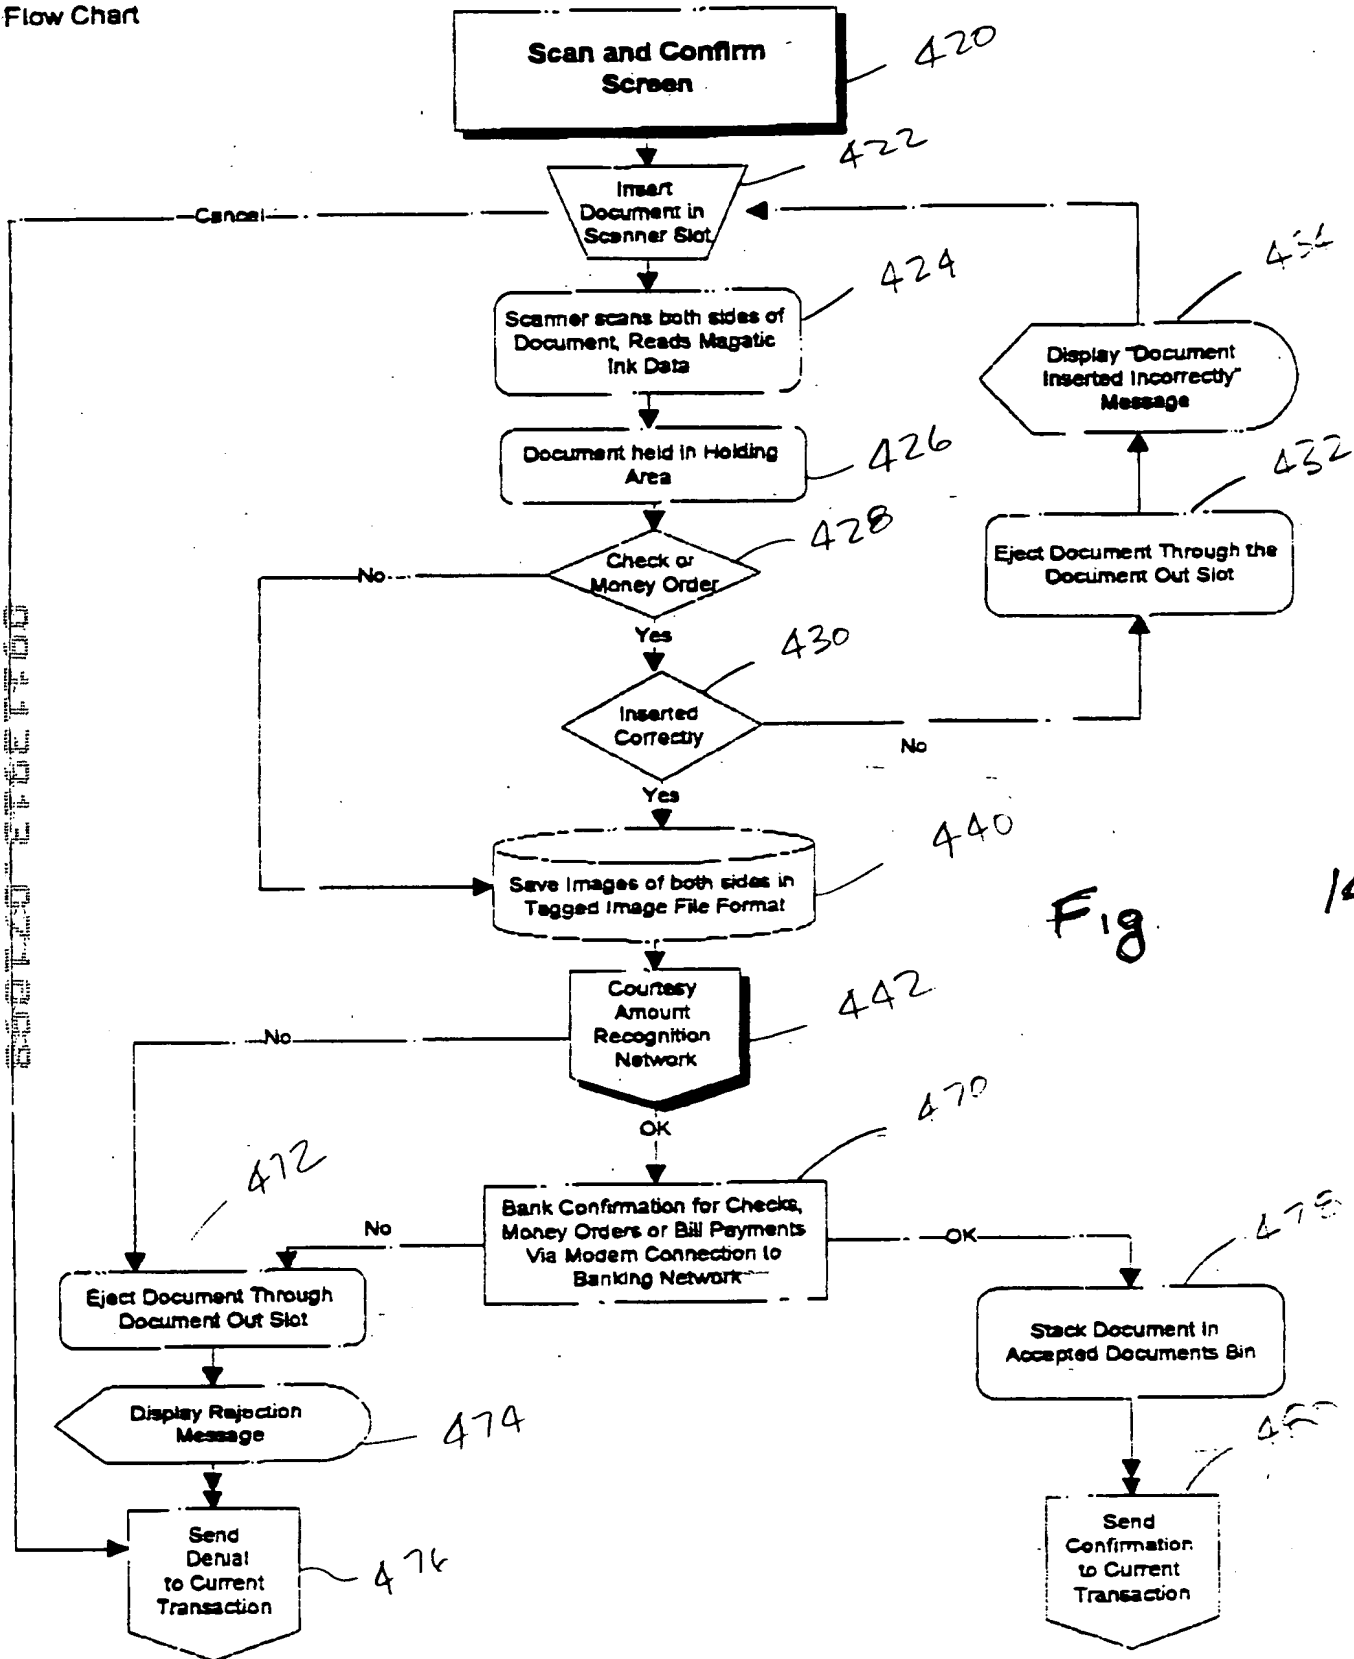 Flow Chart
Scan and Confirm
Screen
420
Insert
Document in
Scanner Slot
422
Cancel
Scanner scans both sides of
Document, Reads Magatic
Ink Data
424
Display "Document
Inserted Incorrectly"
Message
Document held in Holding
Area
426
432
Check or
Money Order
428
No
Eject Document Through the
Document Out Slot
Yes
430
Inserted
Correctly
No
Yes
440
Save Images of both sides in
Tagged Image File Format
Fig
Courtesy
Amount
Recognition
Network
442
No
OK
470
472
Bank Confirmation for Checks,
Money Orders or Bill Payments
Via Modem Connection to
Banking Network
No
OK
478
Eject Document Through
Document Out Slot
Stack Document in
Accepted Documents Bin
Display Rejection
Message
474
Send
Denial
to Current
Transaction
476
Send
Confirmation
to Current
Transaction